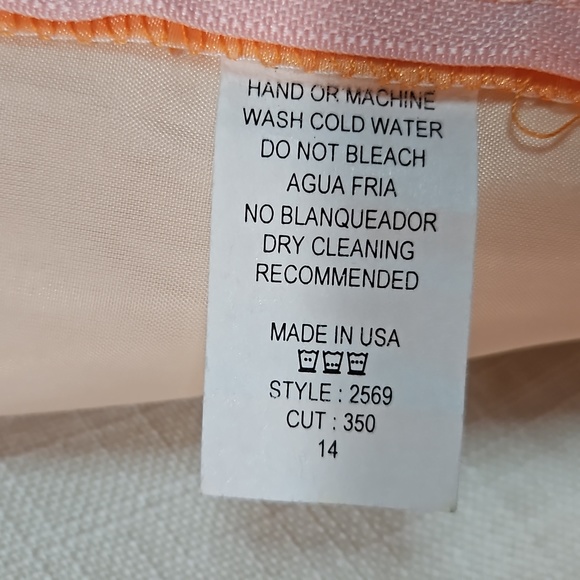 HAND OR MACHINE
WASH COLD WATER
DO NOT BLEACH
AGUA FRIA
NO BLANQUEADOR
DRY CLEANING
RECOMMENDED
MADE IN USA
STYLE : 2569
CUT : 350
14